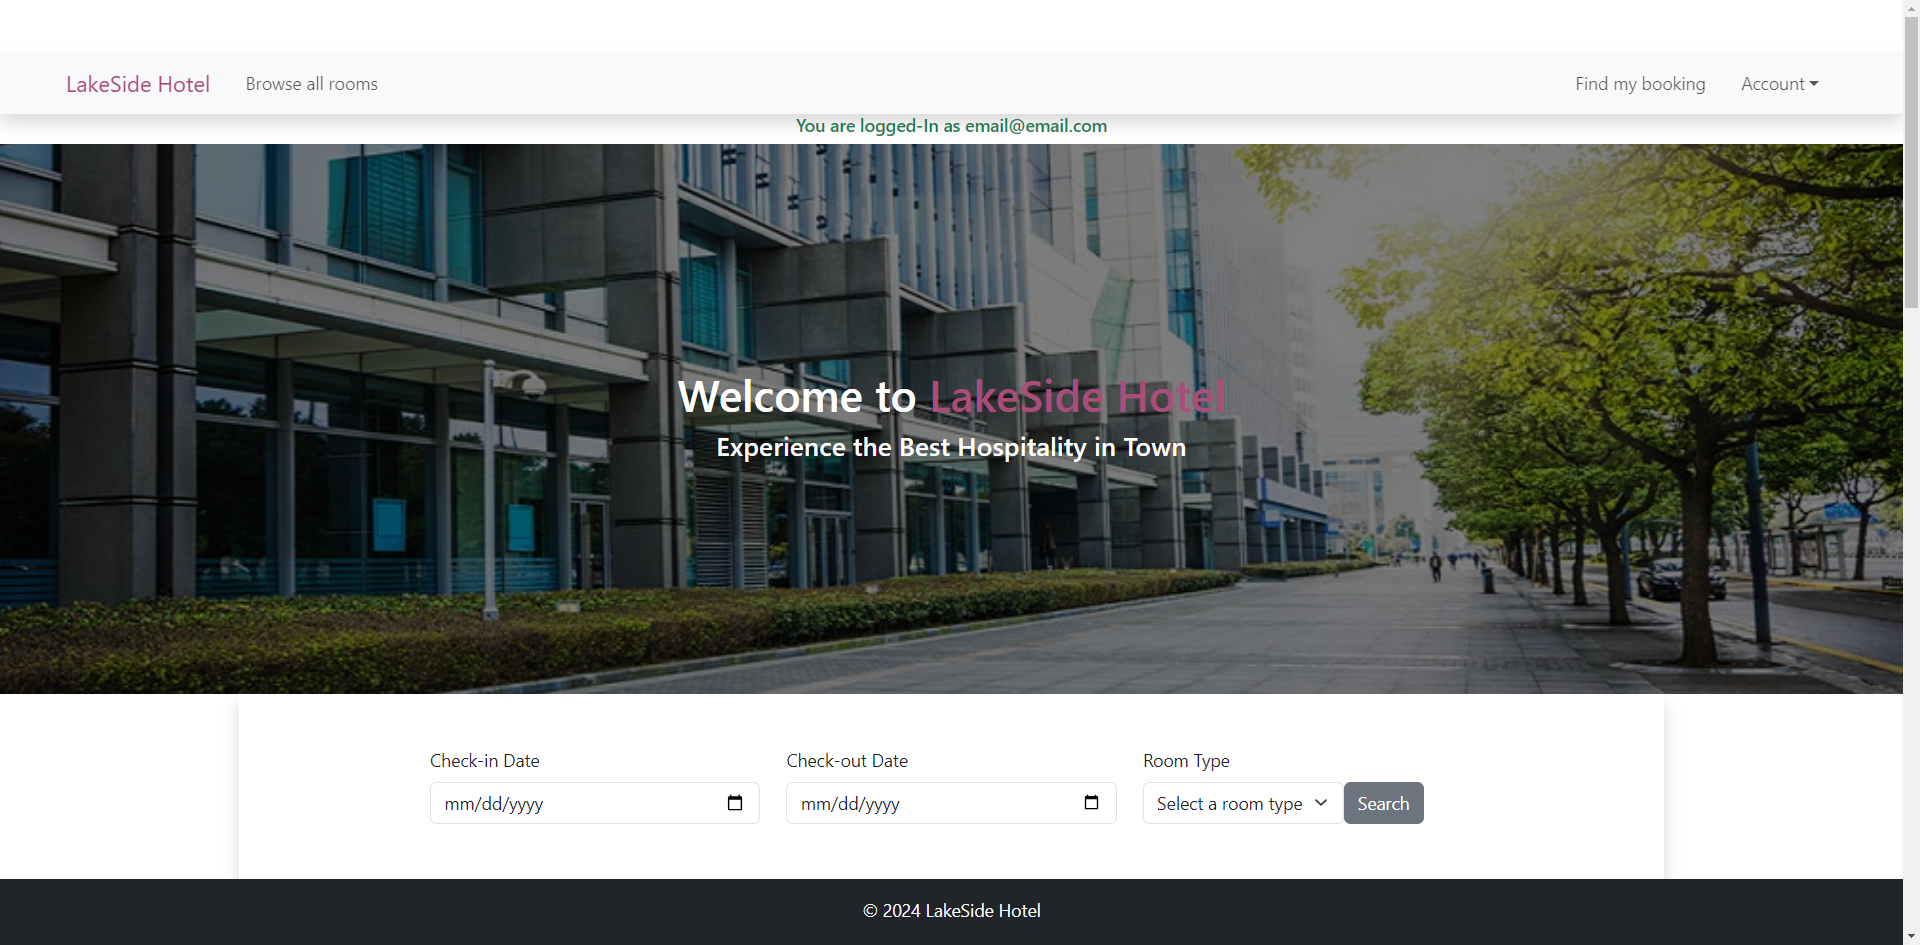 LakeSide Hotel Browse all rooms Find my booking Account
You are logged-In as email@email.com
Welcome to LakeSide Hotel
Experience the Best Hospitality in Town
Check-in Date Check-out Date Room Type
mm/dd/yyyy mm/dd/yyyy Select a room type Search
© 2024 LakeSide Hotel